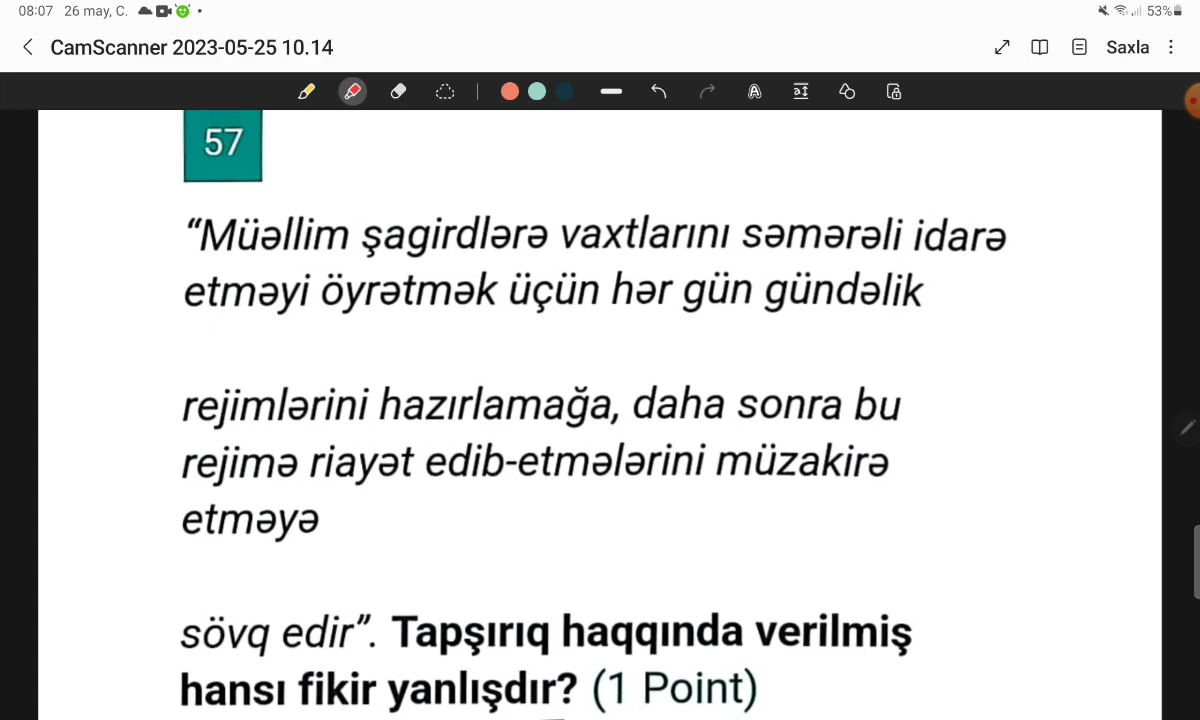 08:07 26 may, C.
53%
CamScanner 2023-05-25 10.14
Saxla
57
“Müəllim şagirdlərə vaxtlarını səmərəli idarə
etməyi öyrətmək üçün hər gün gündəlik
rejimlərini hazırlamağa, daha sonra bu
rejimə riayət edib-etmələrini müzakirə
etməyə
sövq edir”. Tapşırıq haqqında verilmiş
hansı fikir yanlışdır? (1 Point)